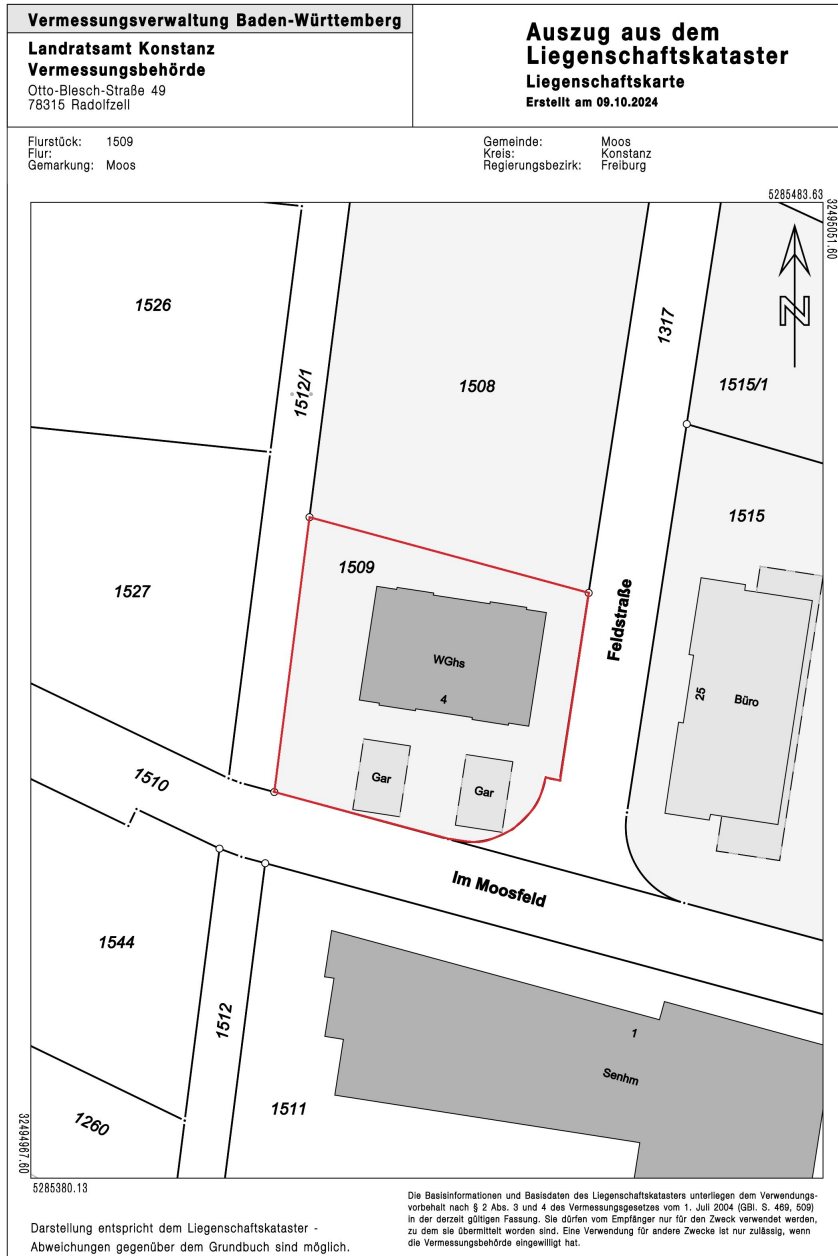 Vermessungsverwaltung Baden-Württemberg
Landratsamt Konstanz
Vermessungsbehörde
Otto-Blesch-Straße 49
78315 Radolfzell
Auszug aus dem
Liegenschaftskataster
Liegenschaftskarte
Erstellt am 09.10.2024
Flurstück: 1509
Flur:
Gemarkung: Moos
Gemeinde: Moos
Kreis: Konstanz
Regierungsbezirk: Freiburg
5285483.63
32495051.60
N
1526
1512/1
1508
1317
1515/1
1515
1509
1527
Feldstraße
WGhs
4
25
Büro
Gar
Gar
1510
Im Moosfeld
1544
1512
1
Senhm
1511
1260
32494967.60
5285380.13
Darstellung entspricht dem Liegenschaftskataster -
Abweichungen gegenüber dem Grundbuch sind möglich.
Die Basisinformationen und Basisdaten des Liegenschaftskatasters unterliegen dem Verwendungs-
vorbehalt nach § 2 Abs. 3 und 4 des Vermessungsgesetzes vom 1. Juli 2004 (GBl. S. 469, 509)
in der derzeit gültigen Fassung. Sie dürfen vom Empfänger nur für den Zweck verwendet werden,
zu dem sie übermittelt worden sind. Eine Verwendung für andere Zwecke ist nur zulässig, wenn
die Vermessungsbehörde eingewilligt hat.